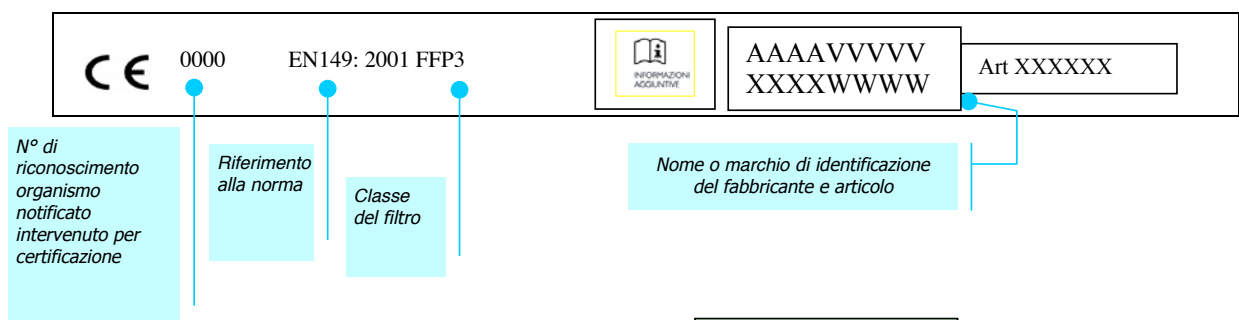 CE 0000 EN149: 2001 FFP3
INFORMAZIONI
AGGIUNTIVE
AAAAVVVVV
XXXXWWWW
Art XXXXXX
N° di
riconoscimento
organismo
notificato
intervenuto per
certificazione
Riferimento
alla norma
Classe
del filtro
Nome o marchio di identificazione
del fabbricante e articolo